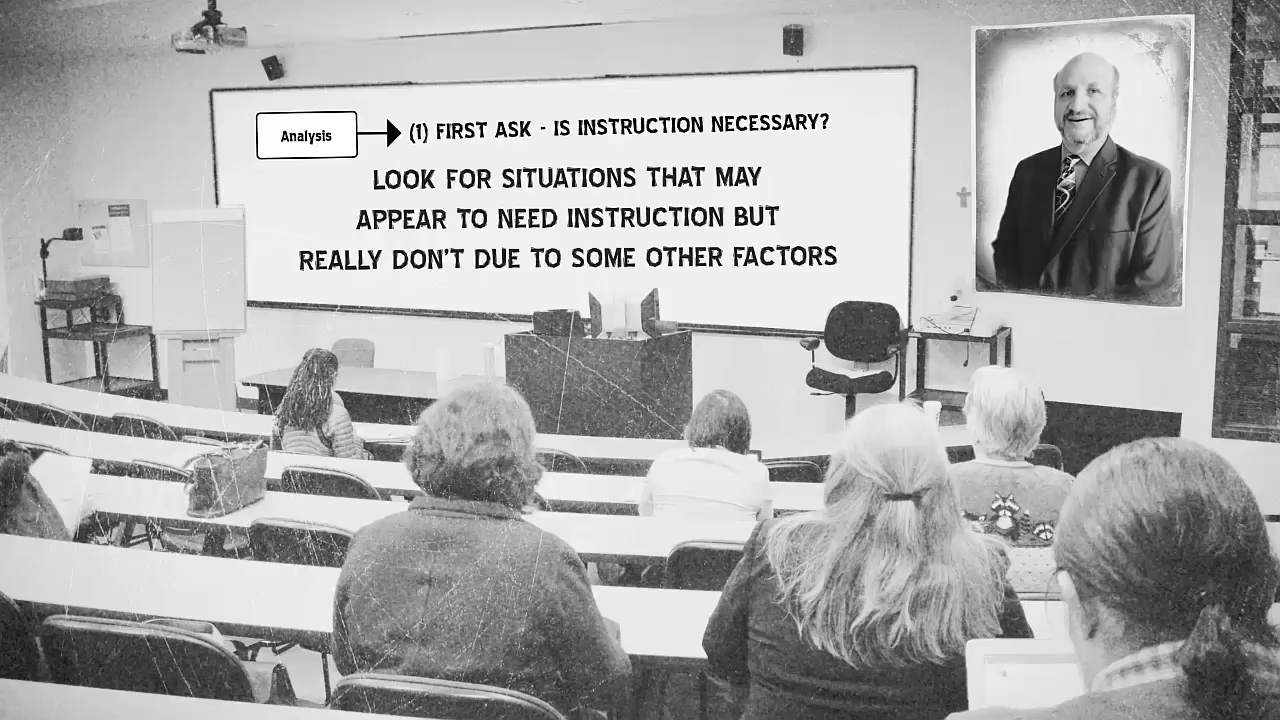 Analysis
(1) FIRST ASK - IS INSTRUCTION NECESSARY?
LOOK FOR SITUATIONS THAT MAY
APPEAR TO NEED INSTRUCTION BUT
REALLY DON'T DUE TO SOME OTHER FACTORS